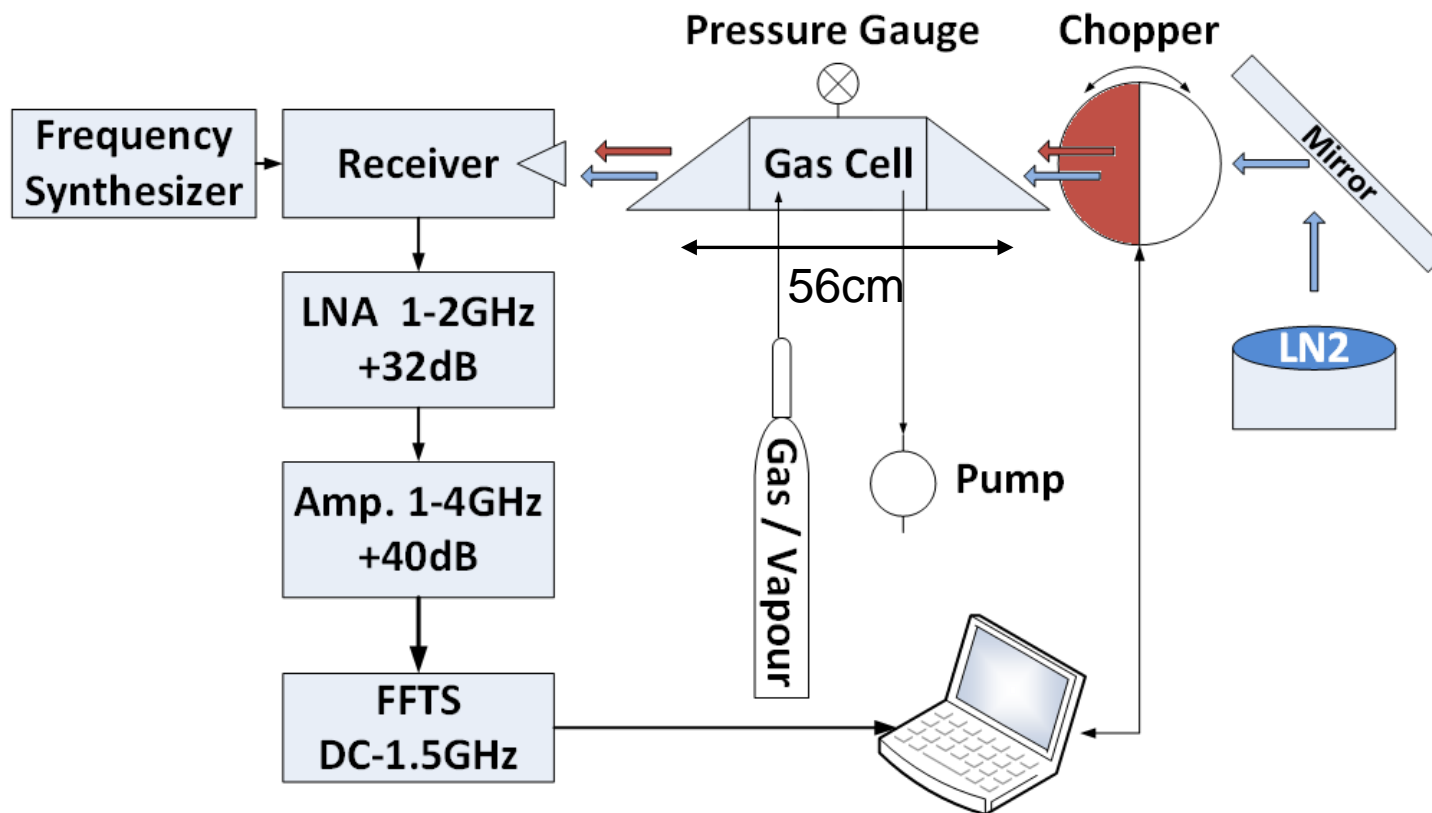 Pressure Gauge
Chopper
Frequency
Synthesizer
Receiver
Gas Cell
Mirror
56cm
LNA 1-2GHz
+32dB
LN2
Amp. 1-4GHz
+40dB
Gas / Vapour
Pump
FFTS
DC-1.5GHz